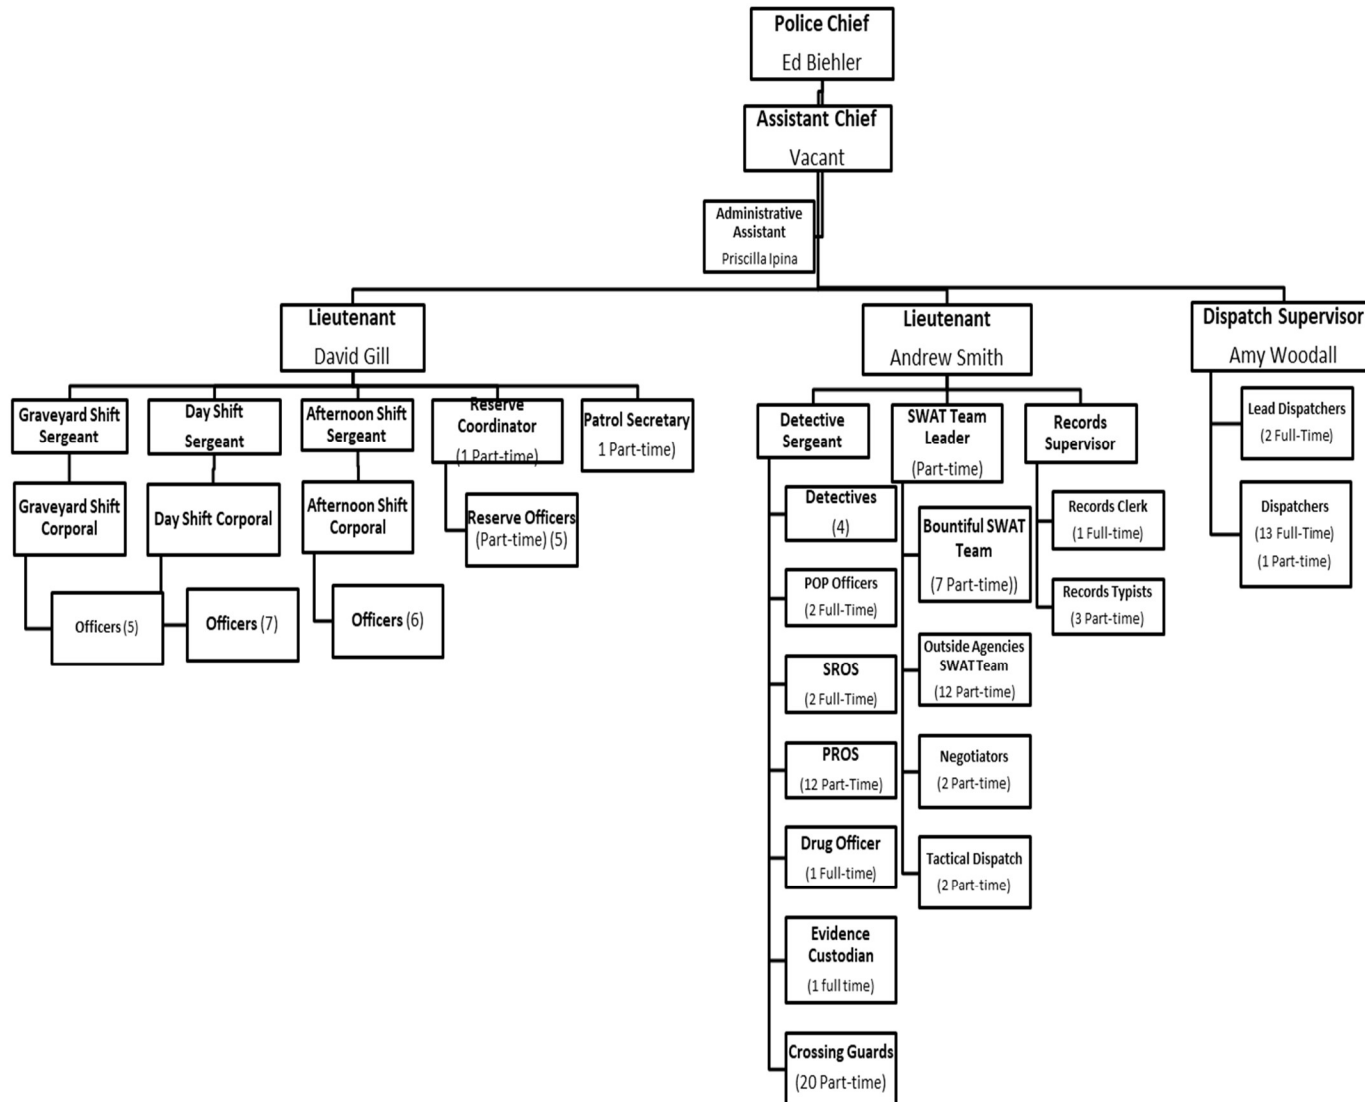 Police Chief
Ed Biehler
Assistant Chief
Vacant
Administrative
Assistant
Priscilla Ipina
Lieutenant
David Gill
Graveyard Shift
Sergeant
Graveyard Shift
Corporal
Officers (5)
Day Shift
Sergeant
Day Shift Corporal
Officers (7)
Afternoon Shift
Sergeant
Afternoon Shift
Corporal
Officers (6)
Reserve
Coordinator
(1 Part-time)
Reserve Officers
(Part-time) (5)
Patrol Secretary
1 Part-time)
Lieutenant
Andrew Smith
Detective
Sergeant
Detectives
(4)
POP Officers
(2 Full-Time)
SROS
(2 Full-Time)
PROS
(12 Part-Time)
Drug Officer
(1 Full-time)
Evidence
Custodian
(1 full time)
Crossing Guards
(20 Part-time)
SWAT Team
Leader
(Part-time)
Bountiful SWAT
Team
(7 Part-time))
Outside Agencies
SWAT Team
(12 Part-time)
Negotiators
(2 Part-time)
Tactical Dispatch
(2 Part-time)
Records
Supervisor
Records Clerk
(1 Full-time)
Records Typists
(3 Part-time)
Dispatch Supervisor
Amy Woodall
Lead Dispatchers
(2 Full-Time)
Dispatchers
(13 Full-Time)
(1 Part-time)